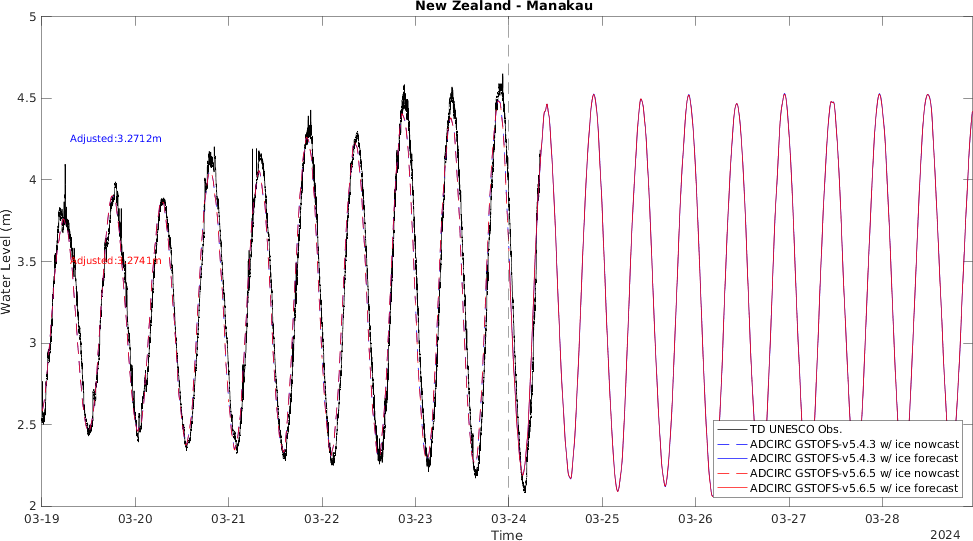 New Zealand - Manakau
5
4.5
4
3.5
3
2.5
2
Water Level (m)
Adjusted:3.2712m
Adjusted:3.2741m
TD UNESCO Obs.
ADCIRC GSTOFS-v5.4.3 w/ ice nowcast
ADCIRC GSTOFS-v5.4.3 w/ ice forecast
ADCIRC GSTOFS-v5.6.5 w/ ice nowcast
ADCIRC GSTOFS-v5.6.5 w/ ice forecast
03-19 03-20 03-21 03-22 03-23 03-24 03-25 03-26 03-27 03-28
Time
2024